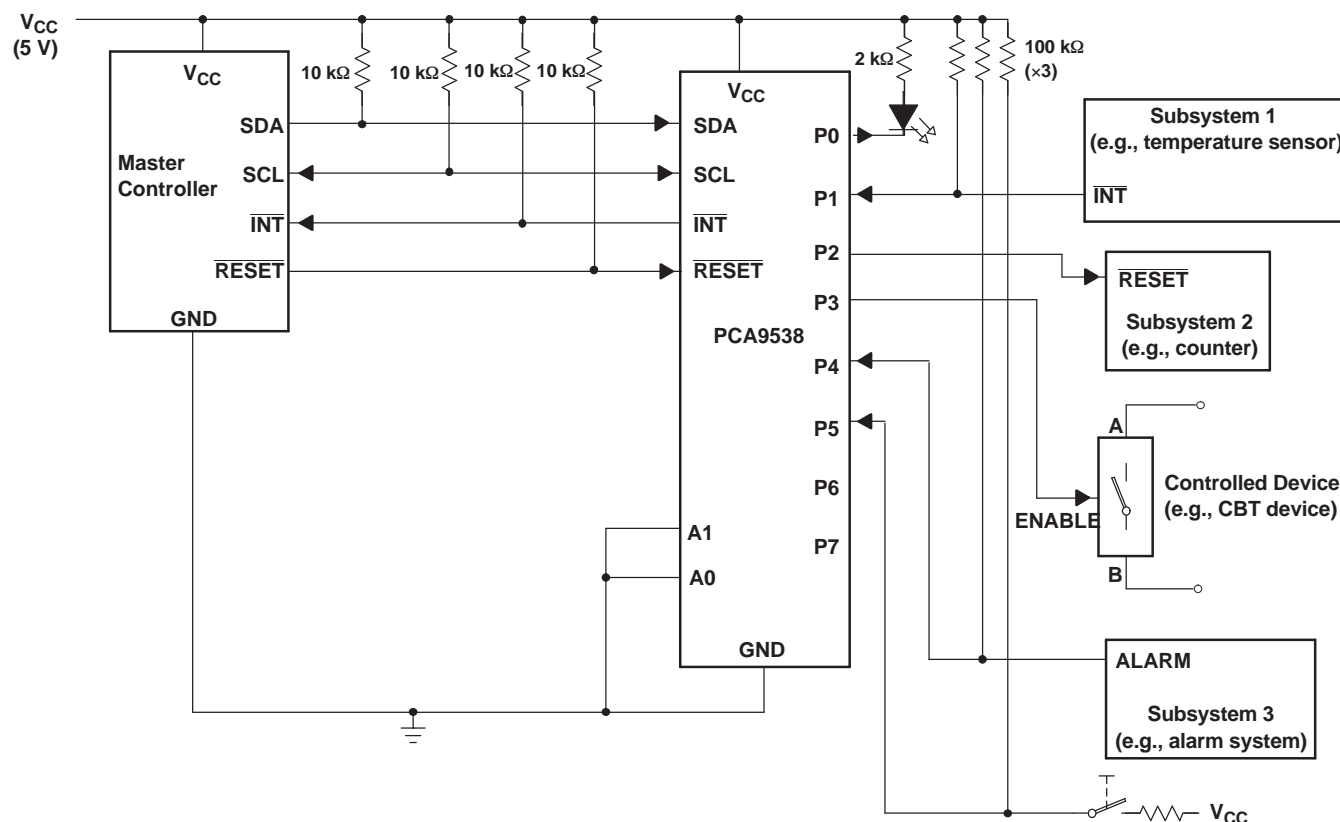 VCC
(5 V)
VCC
10 kΩ
10 kΩ
10 kΩ
10 kΩ
2 kΩ
100 kΩ
(×3)
Master
Controller
SDA
SCL
INT
RESET
GND
VCC
SDA
SCL
INT
RESET
PCA9538
A1
A0
GND
P0
P1
P2
P3
P4
P5
P6
P7
Subsystem 1
(e.g., temperature sensor)
INT
RESET
Subsystem 2
(e.g., counter)
A
ENABLE
B
Controlled Device
(e.g., CBT device)
ALARM
Subsystem 3
(e.g., alarm system)
VCC